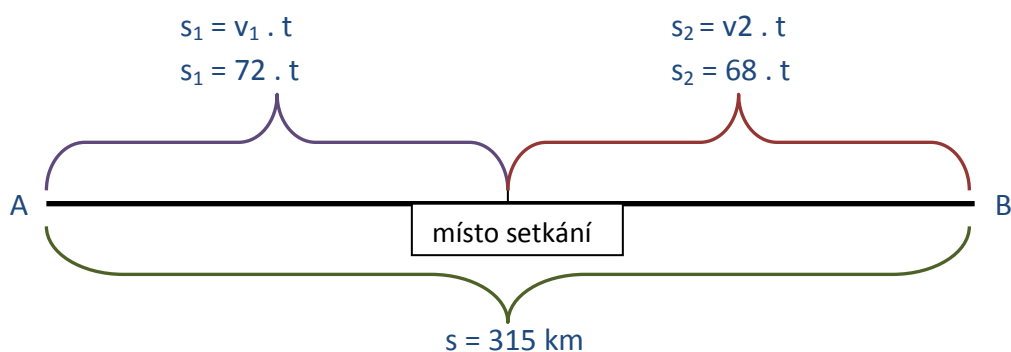 s₁ = v₁ . t
s₁ = 72 . t
s₂ = v2 . t
s₂ = 68 . t
A
B
místo setkání
s = 315 km